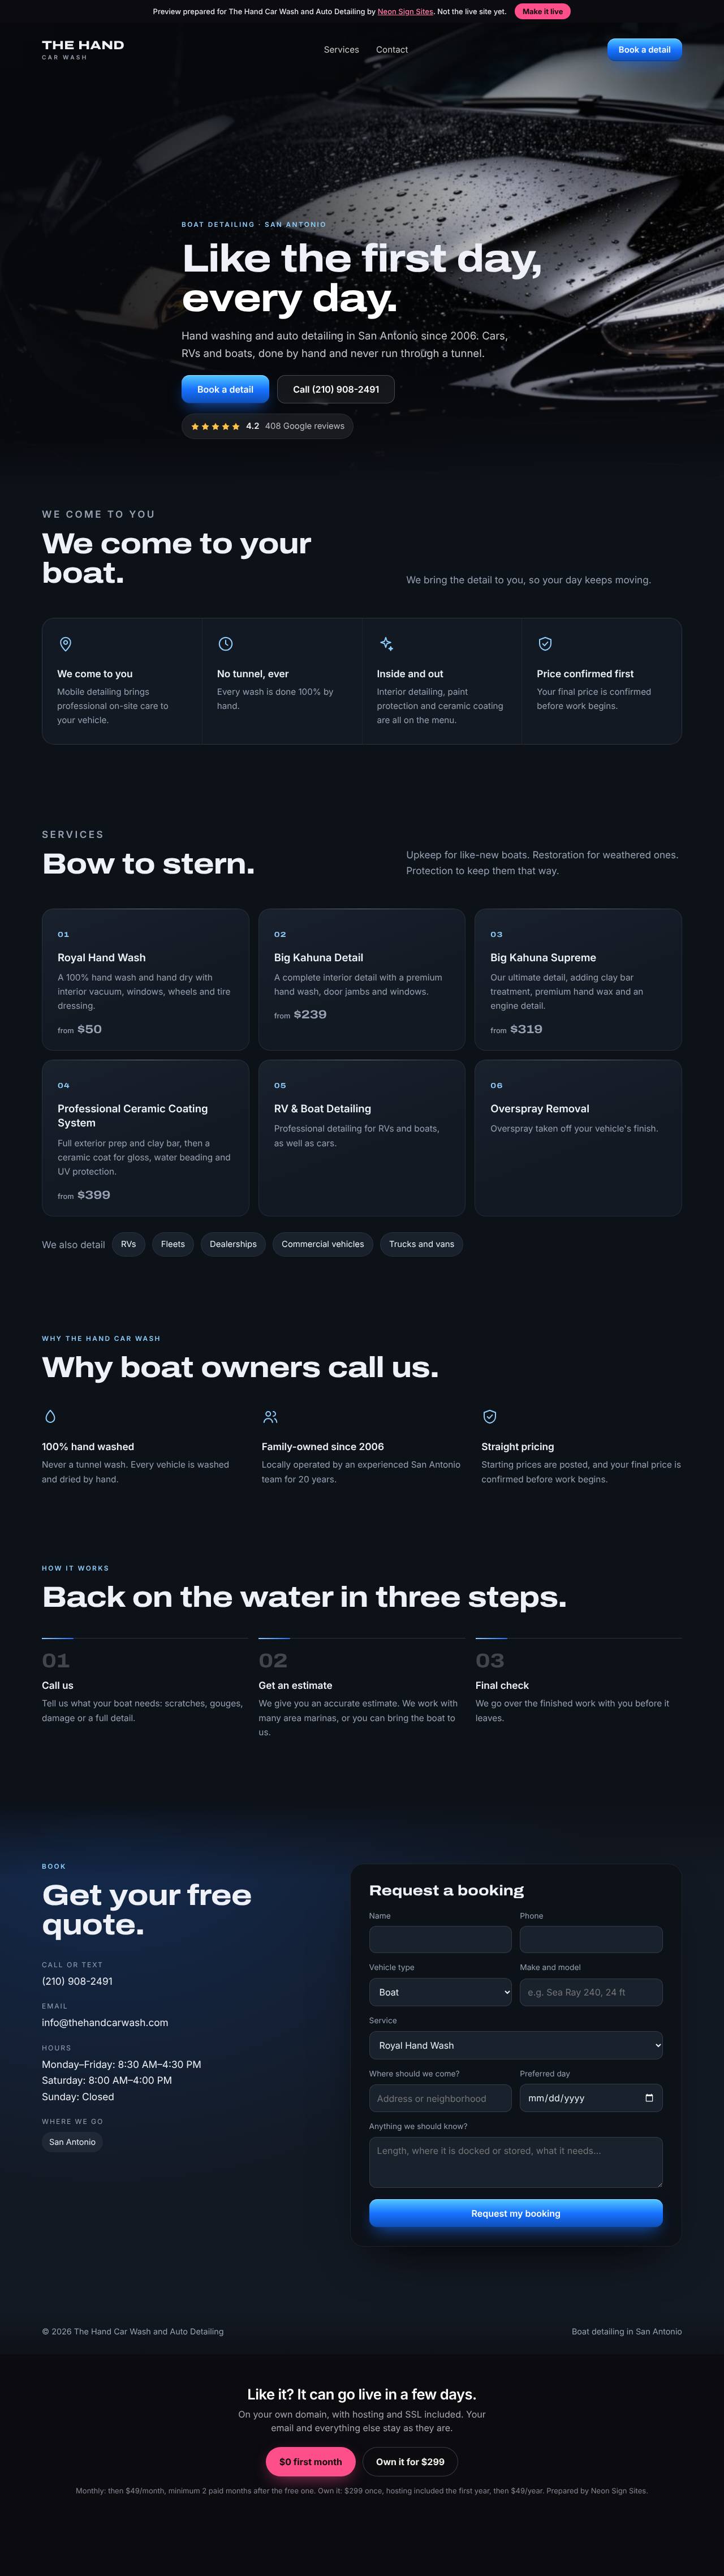 Preview prepared for The Hand Car Wash and Auto Detailing by Neon Sign Sites. Not the live site yet. Make it live
THE HAND
CAR WASH
Services Contact
Book a detail
BOAT DETAILING · SAN ANTONIO
Like the first day,
every day.
Hand washing and auto detailing in San Antonio since 2006. Cars,
RVs and boats, done by hand and never run through a tunnel.
Book a detail Call (210) 908-2491
4.2 408 Google reviews
WE COME TO YOU
We come to your
boat.
We bring the detail to you, so your day keeps moving.
We come to you
Mobile detailing brings
professional on-site care to
your vehicle.
No tunnel, ever
Every wash is done 100% by
hand.
Inside and out
Interior detailing, paint
protection and ceramic coating
are all on the menu.
Price confirmed first
Your final price is confirmed
before work begins.
SERVICES
Bow to stern.
Upkeep for like-new boats. Restoration for weathered ones.
Protection to keep them that way.
01
Royal Hand Wash
A 100% hand wash and hand dry with
interior vacuum, windows, wheels and tire
dressing.
from $50
02
Big Kahuna Detail
A complete interior detail with a premium
hand wash, door jambs and windows.
from $239
03
Big Kahuna Supreme
Our ultimate detail, adding clay bar
treatment, premium hand wax and an
engine detail.
from $319
04
Professional Ceramic Coating
System
Full exterior prep and clay bar, then a
ceramic coat for gloss, water beading and
UV protection.
from $399
05
RV & Boat Detailing
Professional detailing for RVs and boats,
as well as cars.
06
Overspray Removal
Overspray taken off your vehicle's finish.
We also detail RVs Fleets Dealerships Commercial vehicles Trucks and vans
WHY THE HAND CAR WASH
Why boat owners call us.
100% hand washed
Never a tunnel wash. Every vehicle is washed
and dried by hand.
Family-owned since 2006
Locally operated by an experienced San Antonio
team for 20 years.
Straight pricing
Starting prices are posted, and your final price is
confirmed before work begins.
HOW IT WORKS
Back on the water in three steps.
01
Call us
Tell us what your boat needs: scratches, gouges,
damage or a full detail.
02
Get an estimate
We give you an accurate estimate. We work with
many area marinas, or you can bring the boat to
us.
03
Final check
We go over the finished work with you before it
leaves.
BOOK
Get your free
quote.
CALL OR TEXT
(210) 908-2491
EMAIL
info@thehandcarwash.com
HOURS
Monday–Friday: 8:30 AM–4:30 PM
Saturday: 8:00 AM–4:00 PM
Sunday: Closed
WHERE WE GO
San Antonio
Request a booking
Name Phone
Vehicle type Make and model
Boat e.g. Sea Ray 240, 24 ft
Service
Royal Hand Wash
Where should we come? Preferred day
Address or neighborhood mm/dd/yyyy
Anything we should know?
Length, where it is docked or stored, what it needs...
Request my booking
© 2026 The Hand Car Wash and Auto Detailing
Boat detailing in San Antonio
Like it? It can go live in a few days.
On your own domain, with hosting and SSL included. Your
email and everything else stay as they are.
$0 first month Own it for $299
Monthly: then $49/month, minimum 2 paid months after the free one. Own it: $299 once, hosting included the first year, then $49/year. Prepared by Neon Sign Sites.